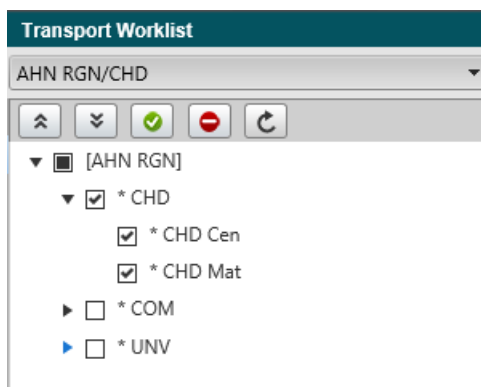 Transport Worklist
AHN RGN/CHD
[AHN RGN]
* CHD
* CHD Cen
* CHD Mat
* COM
* UNV